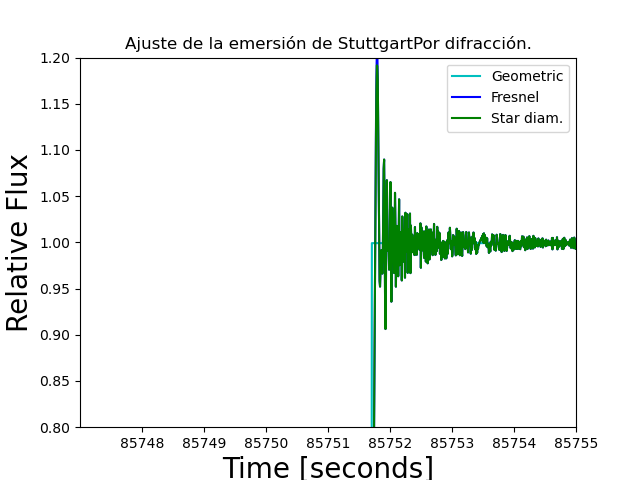 Ajuste de la emersión de StuttgartPor difracción.
Relative Flux
1.20
1.15
1.10
1.05
1.00
0.95
0.90
0.85
0.80
Geometric
Fresnel
Star diam.
85748 85749 85750 85751 85752 85753 85754 85755
Time [seconds]